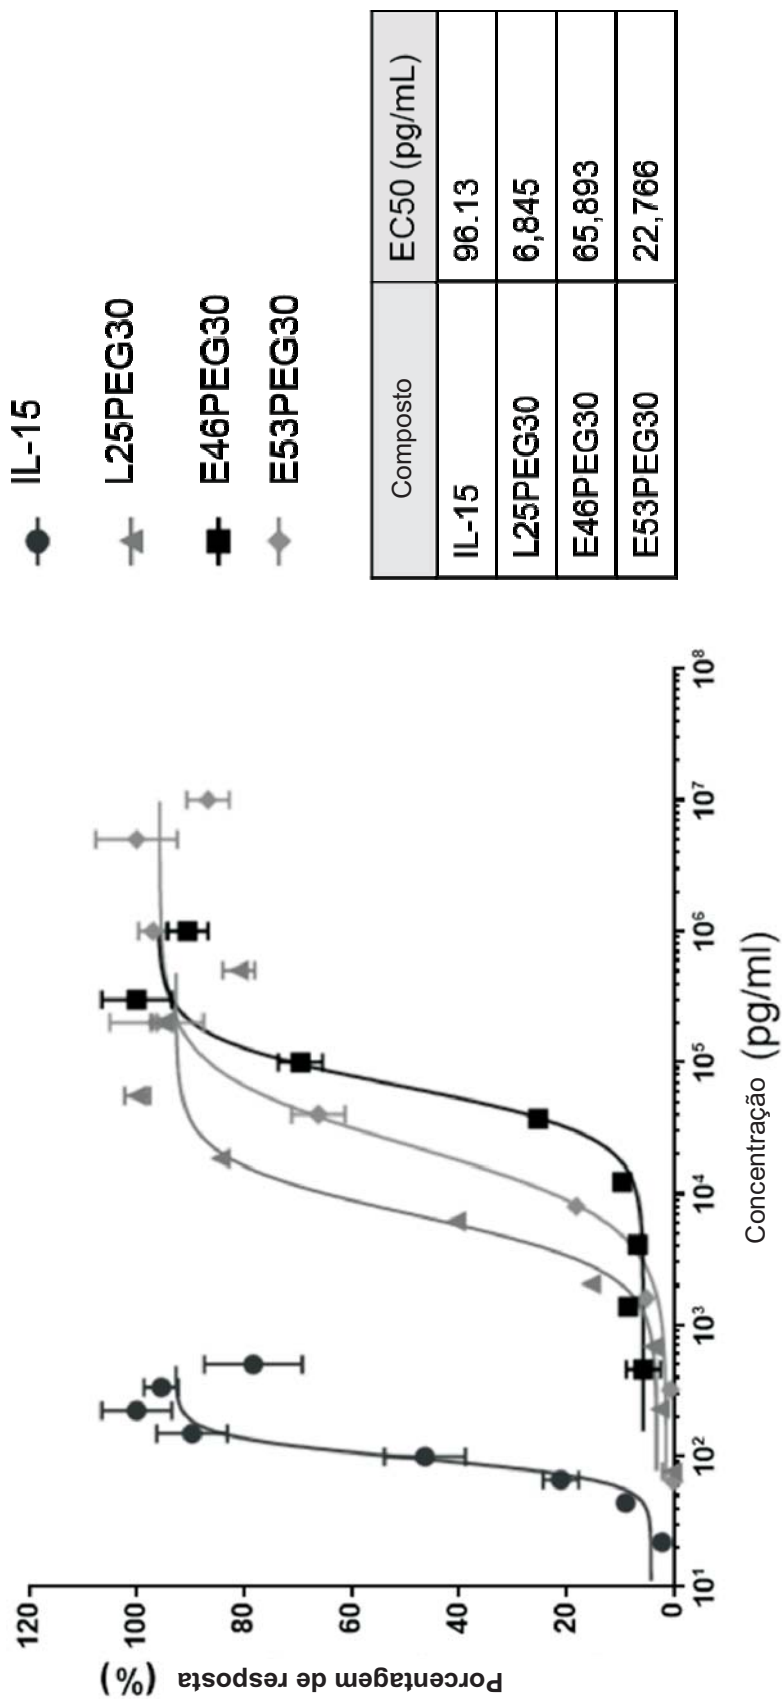 IL-15
L25PEG30
E46PEG30
E53PEG30
Composto EC50 (pg/mL)
IL-15 96.13
L25PEG30 6,845
E46PEG30 65,893
E53PEG30 22,766
Porcentagem de resposta (%)
120
100
80
60
40
20
0
10¹ 10² 10³ 10⁴ 10⁵ 10⁶ 10⁷ 10⁸
Concentração (pg/ml)